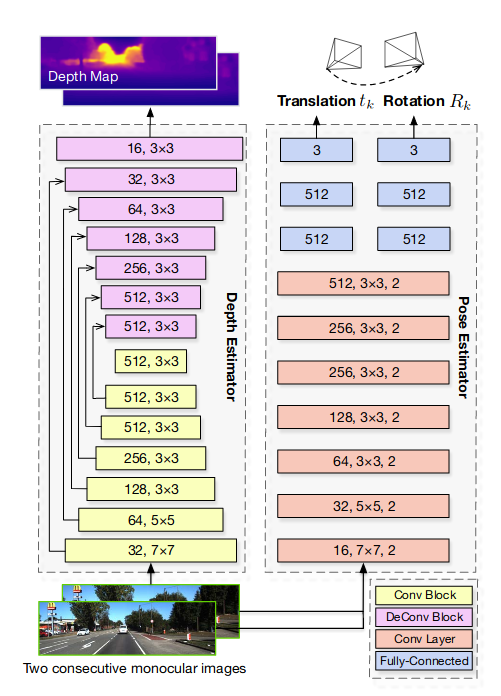 Depth Map
Translation tk Rotation Rk
16, 3×3
32, 3×3
64, 3×3
128, 3×3
256, 3×3
512, 3×3
512, 3×3
512, 3×3
512, 3×3
512, 3×3
256, 3×3
128, 3×3
64, 5×5
32, 7×7
Depth Estimator
3 3
512 512
512 512
512, 3×3, 2
256, 3×3, 2
256, 3×3, 2
128, 3×3, 2
64, 3×3, 2
32, 5×5, 2
16, 7×7, 2
Pose Estimator
Conv Block
DeConv Block
Conv Layer
Fully-Connected
Two consecutive monocular images